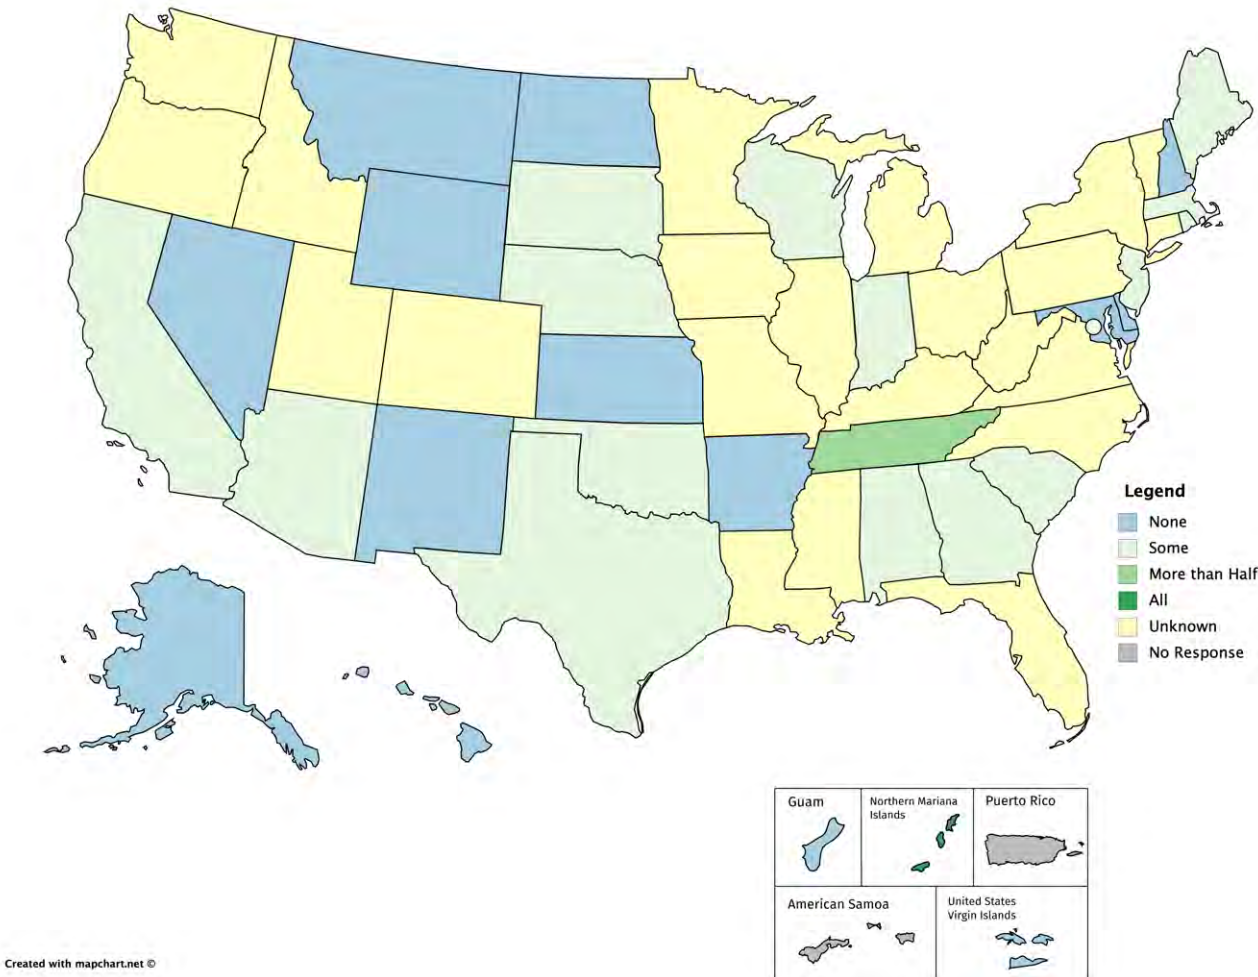 Legend
None
Some
More than Half
All
Unknown
No Response
Guam
Northern Mariana
Islands
Puerto Rico
American Samoa
United States
Virgin Islands
Created with mapchart.net ©